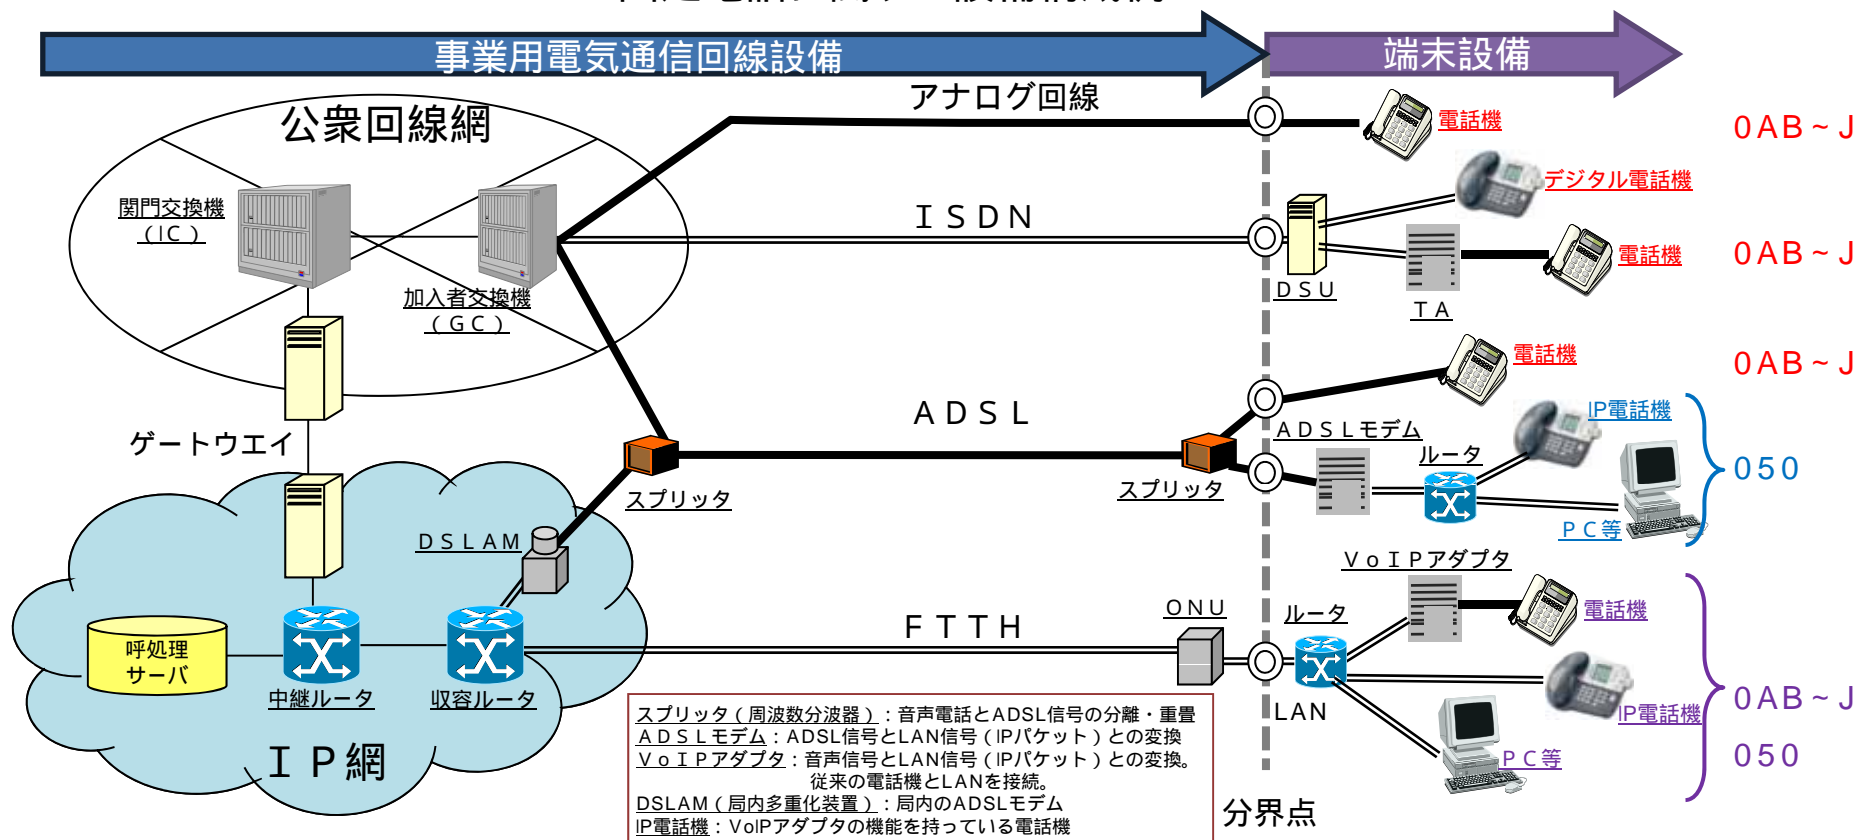 事業用電気通信回線設備
端末設備
アナログ回線
公衆回線網
電話機
0AB~J
デジタル電話機
関門交換機
(IC)
ISDN
電話機
0AB~J
加入者交換機
(GC)
DSU
TA
電話機
0AB~J
ADSL
IP電話機
ADSLモデム
ゲートウエイ
ルータ
050
スプリッタ
スプリッタ
PC等
DSLAM
VoIPアダプタ
ONU
ルータ
電話機
FTTH
呼処理
サーバ
中継ルータ
収容ルータ
LAN
IP電話機
0AB~J
PC等
050
IP網
スプリッタ(周波数分波器):音声電話とADSL信号の分離・重畳
ADSLモデム:ADSL信号とLAN信号(IPパケット)との変換
VoIPアダプタ:音声信号とLAN信号(IPパケット)との変換。
従来の電話機とLANを接続。
DSLAM(局内多重化装置):局内のADSLモデム
IP電話機:VoIPアダプタの機能を持っている電話機
分界点